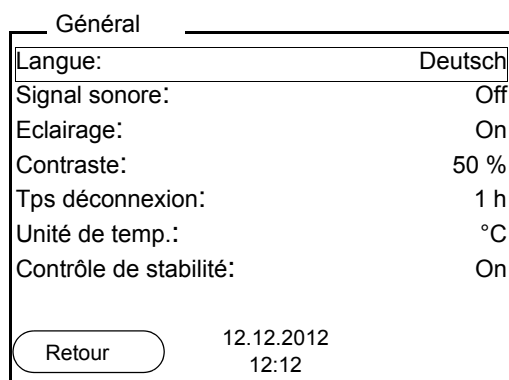 Général
Langue: Deutsch
Signal sonore: Off
Eclairage: On
Contraste: 50 %
Tps déconnexion: 1 h
Unité de temp.: °C
Contrôle de stabilité: On
Retour
12.12.2012
12:12